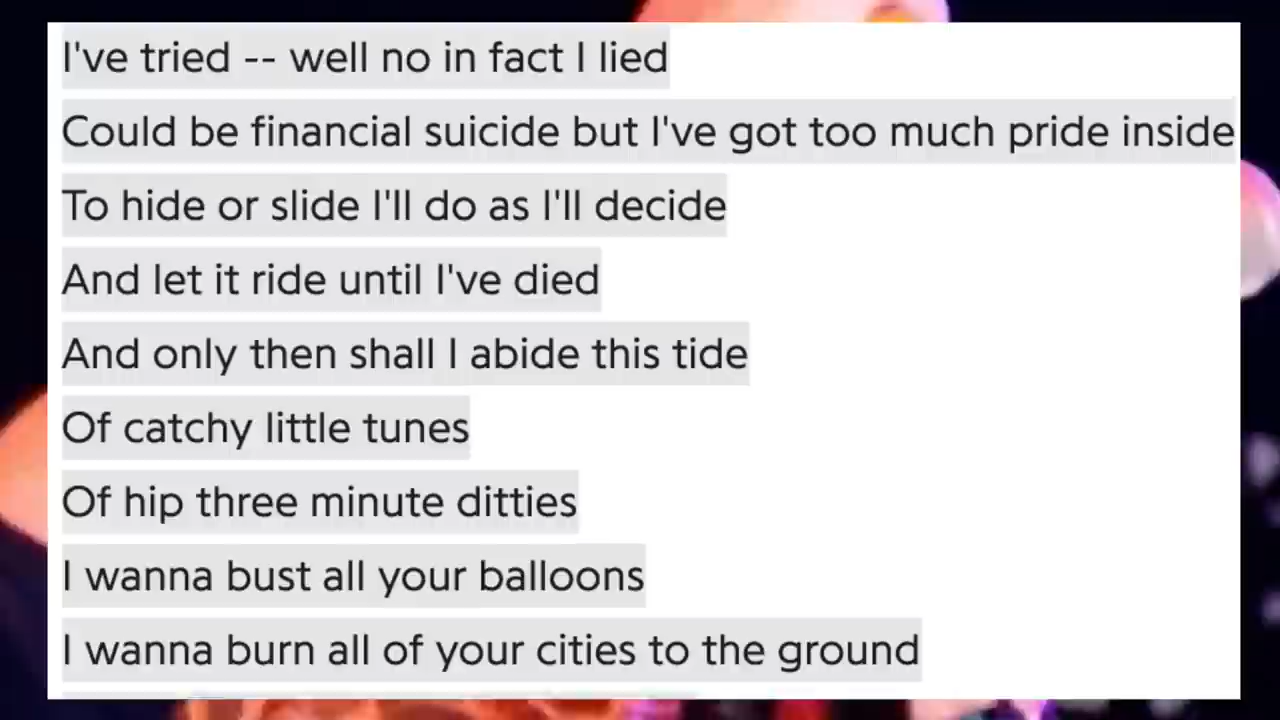 I've tried -- well no in fact I lied
Could be financial suicide but I've got too much pride inside
To hide or slide I'll do as I'll decide
And let it ride until I've died
And only then shall I abide this tide
Of catchy little tunes
Of hip three minute ditties
I wanna bust all your balloons
I wanna burn all of your cities to the ground